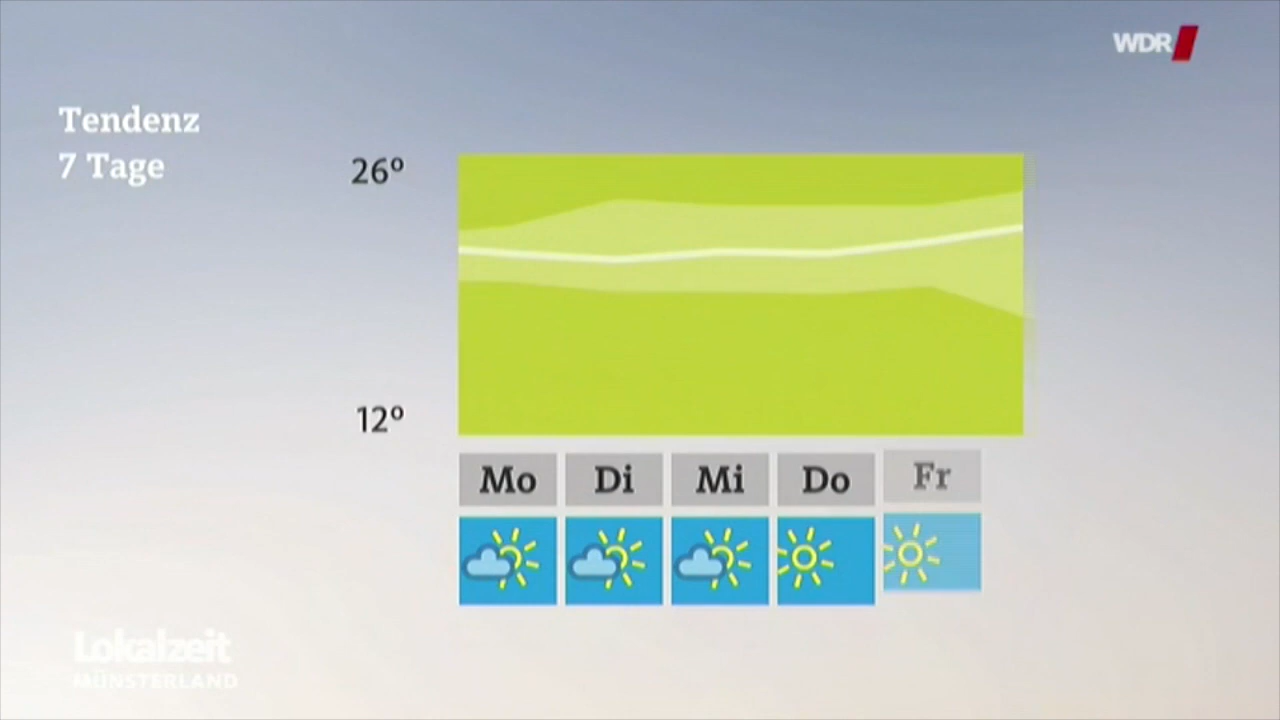 WDR
Tendenz
7 Tage
26°
12°
Mo Di Mi Do Fr
Lokalzeit
MÜNSTERLAND